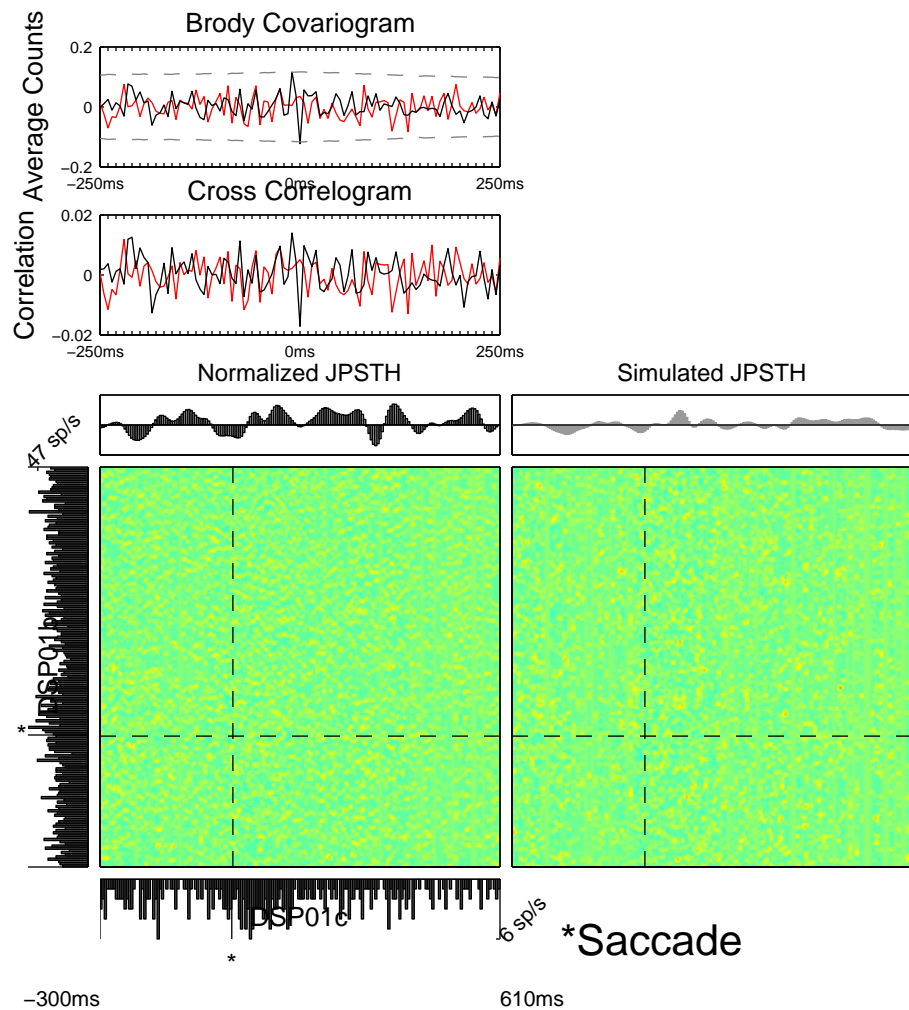 Brody Covariogram
0.2
0
−0.2
Average Counts
−250ms
0ms
250ms
Cross Correlogram
0.02
0
−0.02
Correlation
−250ms
0ms
250ms
Normalized JPSTH
Simulated JPSTH
47 sp/s
DSP01b
*
DSP01c
6 sp/s
*
*Saccade
−300ms
610ms